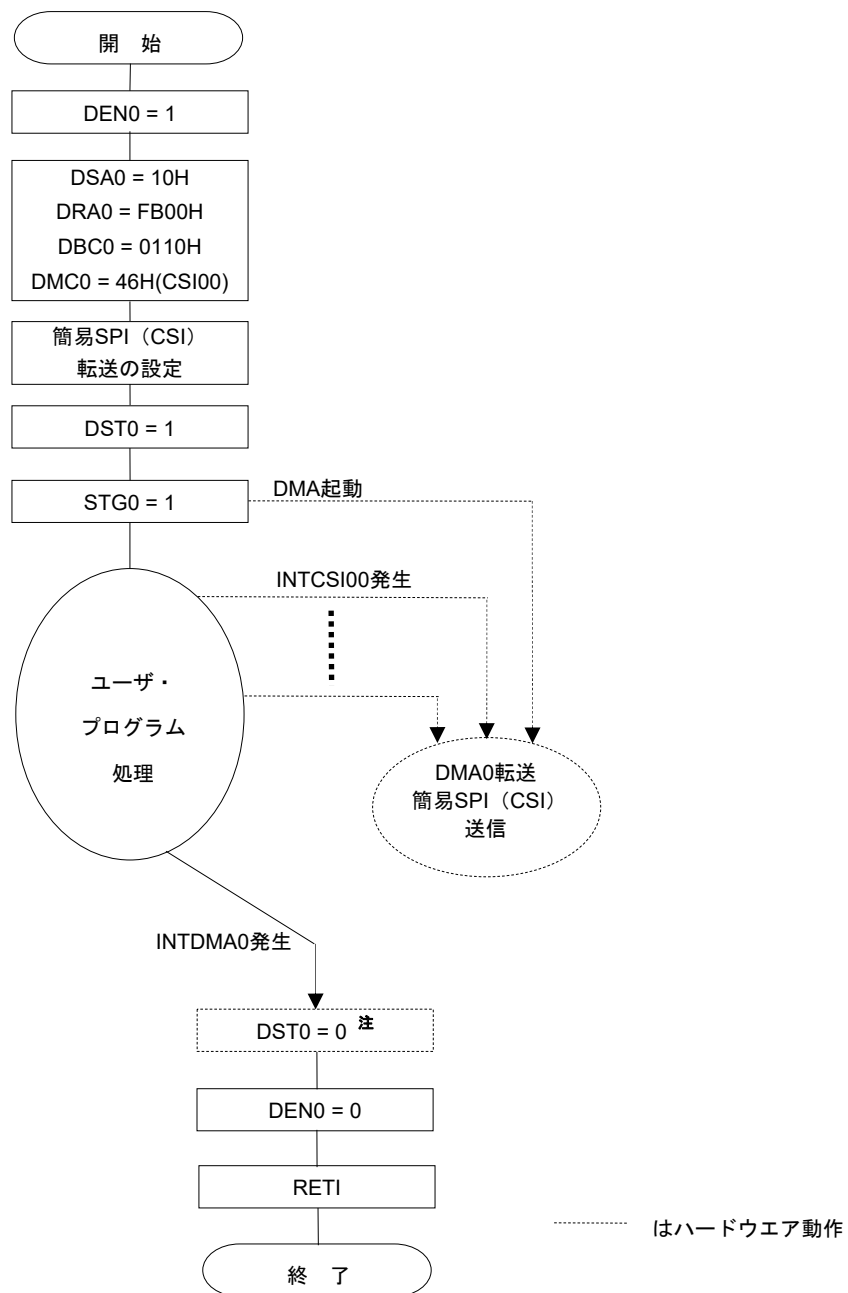 開 始
DEN0 = 1
DSA0 = 10H
DRA0 = FB00H
DBC0 = 0110H
DMC0 = 46H(CSI00)
簡易SPI（CSI）
転送の設定
DST0 = 1
STG0 = 1
DMA起動
INTCSI00発生
ユーザ・
プログラム
処理
DMA0転送
簡易SPI（CSI）
送信
INTDMA0発生
DST0 = 0 注
DEN0 = 0
RETI
はハードウエア動作
終 了